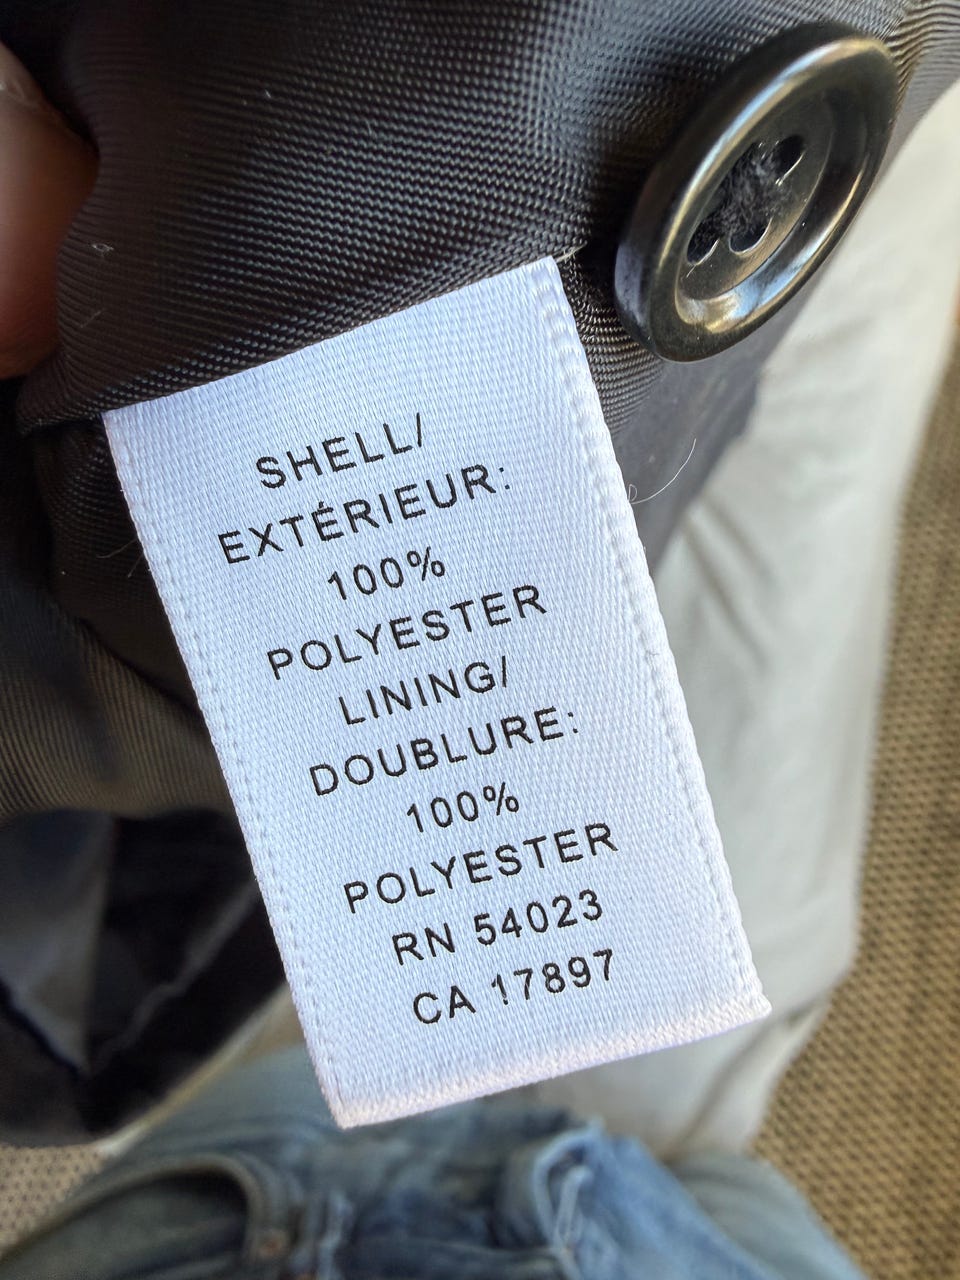 SHELL/
EXTÉRIEUR:
100%
POLYESTER
LINING/
DOUBLURE:
100%
POLYESTER
RN 54023
CA 17897